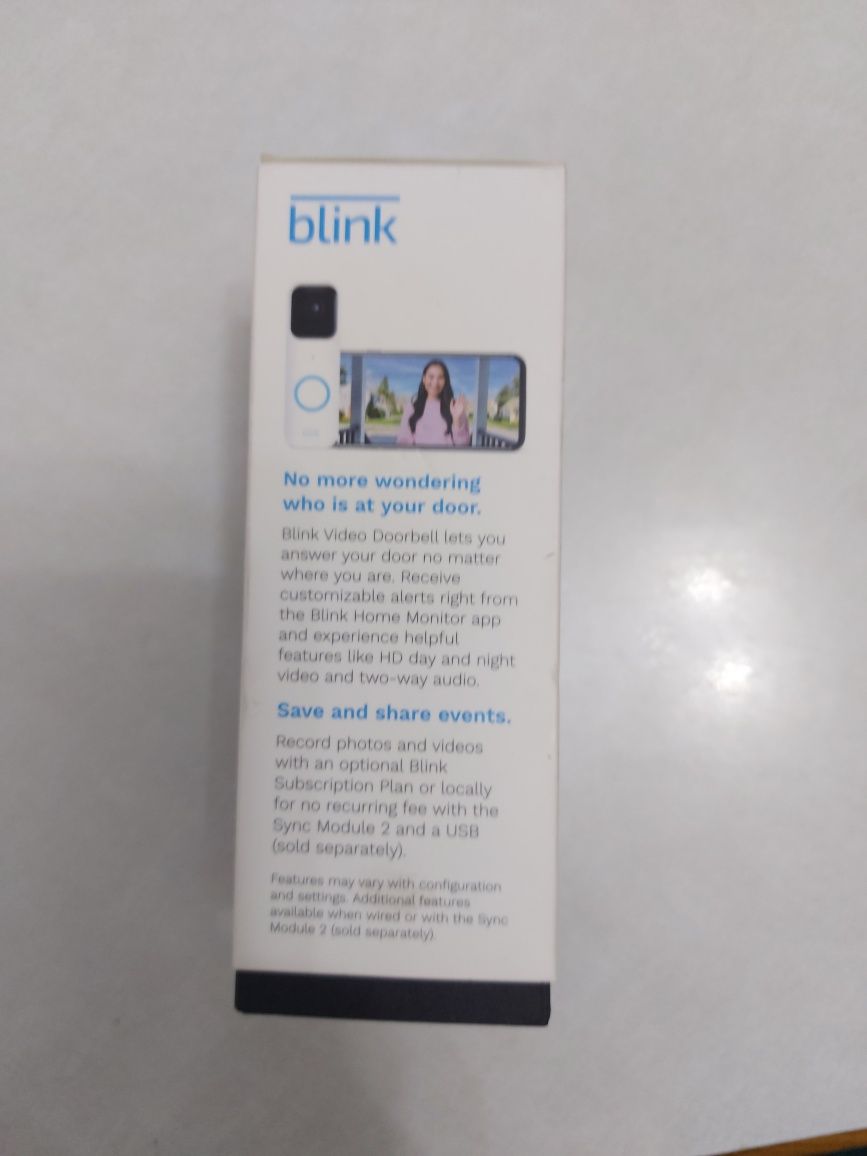 blink
No more wondering
who is at your door.
Blink Video Doorbell lets you
answer your door no matter
where you are. Receive
customizable alerts right from
the Blink Home Monitor app
and experience helpful
features like HD day and night
video and two-way audio.
Save and share events.
Record photos and videos
with an optional Blink
Subscription Plan or locally
for no recurring fee with the
Sync Module 2 and a USB
(sold separately).
Features may vary with configuration
and settings. Additional features
available when wired or with the Sync
Module 2 (sold separately).